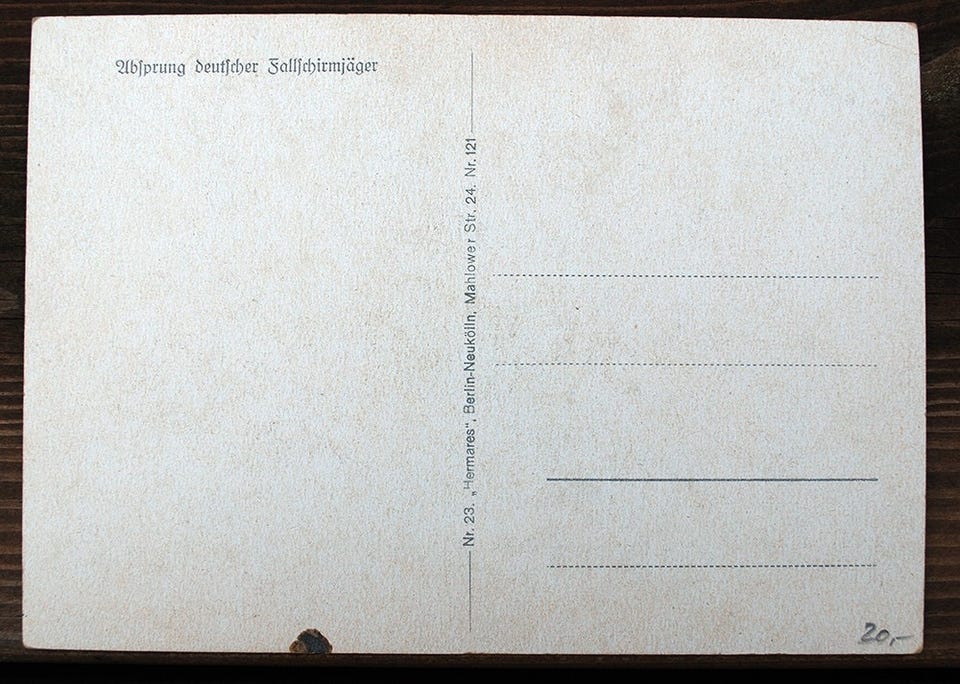 Absprung deutscher Fallschirmjäger
Nr. 23. „Hermares“, Berlin-Neukölln, Mahlower Str. 24. Nr. 121
20,-